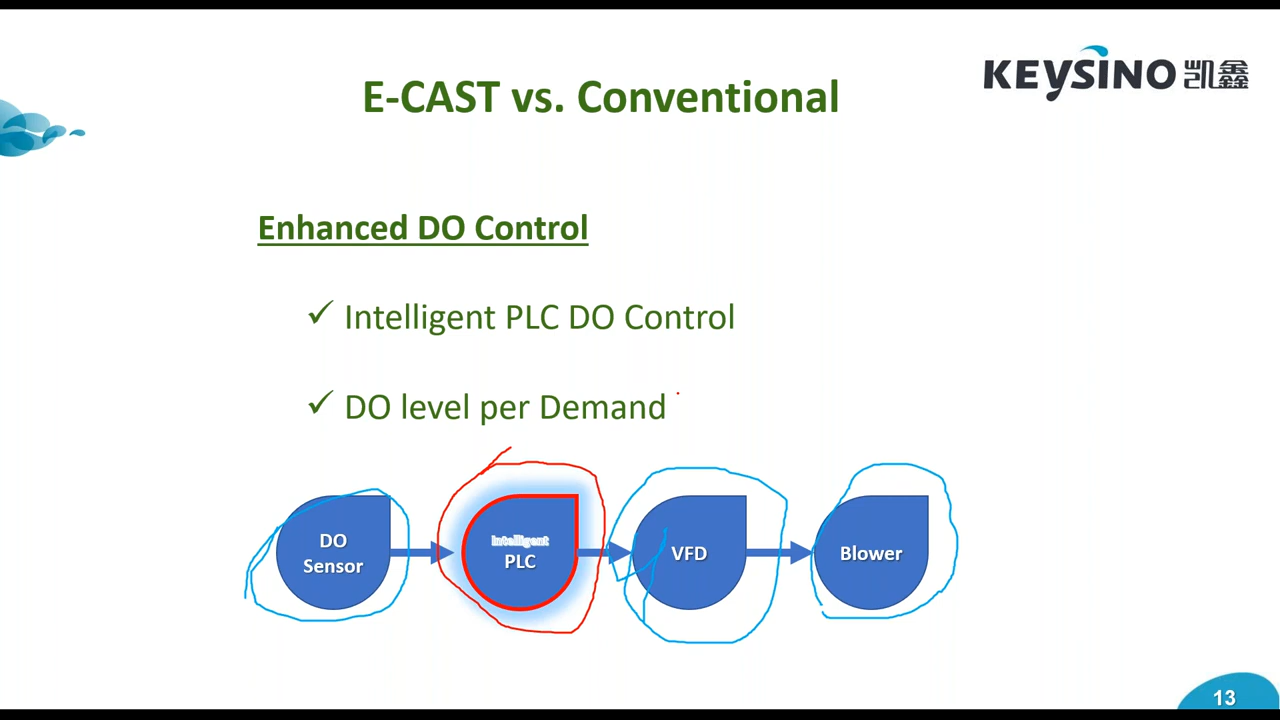 E-CAST vs. Conventional
KEYSINO 凯鑫
Enhanced DO Control
✓ Intelligent PLC DO Control
✓ DO level per Demand
DO
Sensor
Intelligent
PLC
VFD
Blower
13